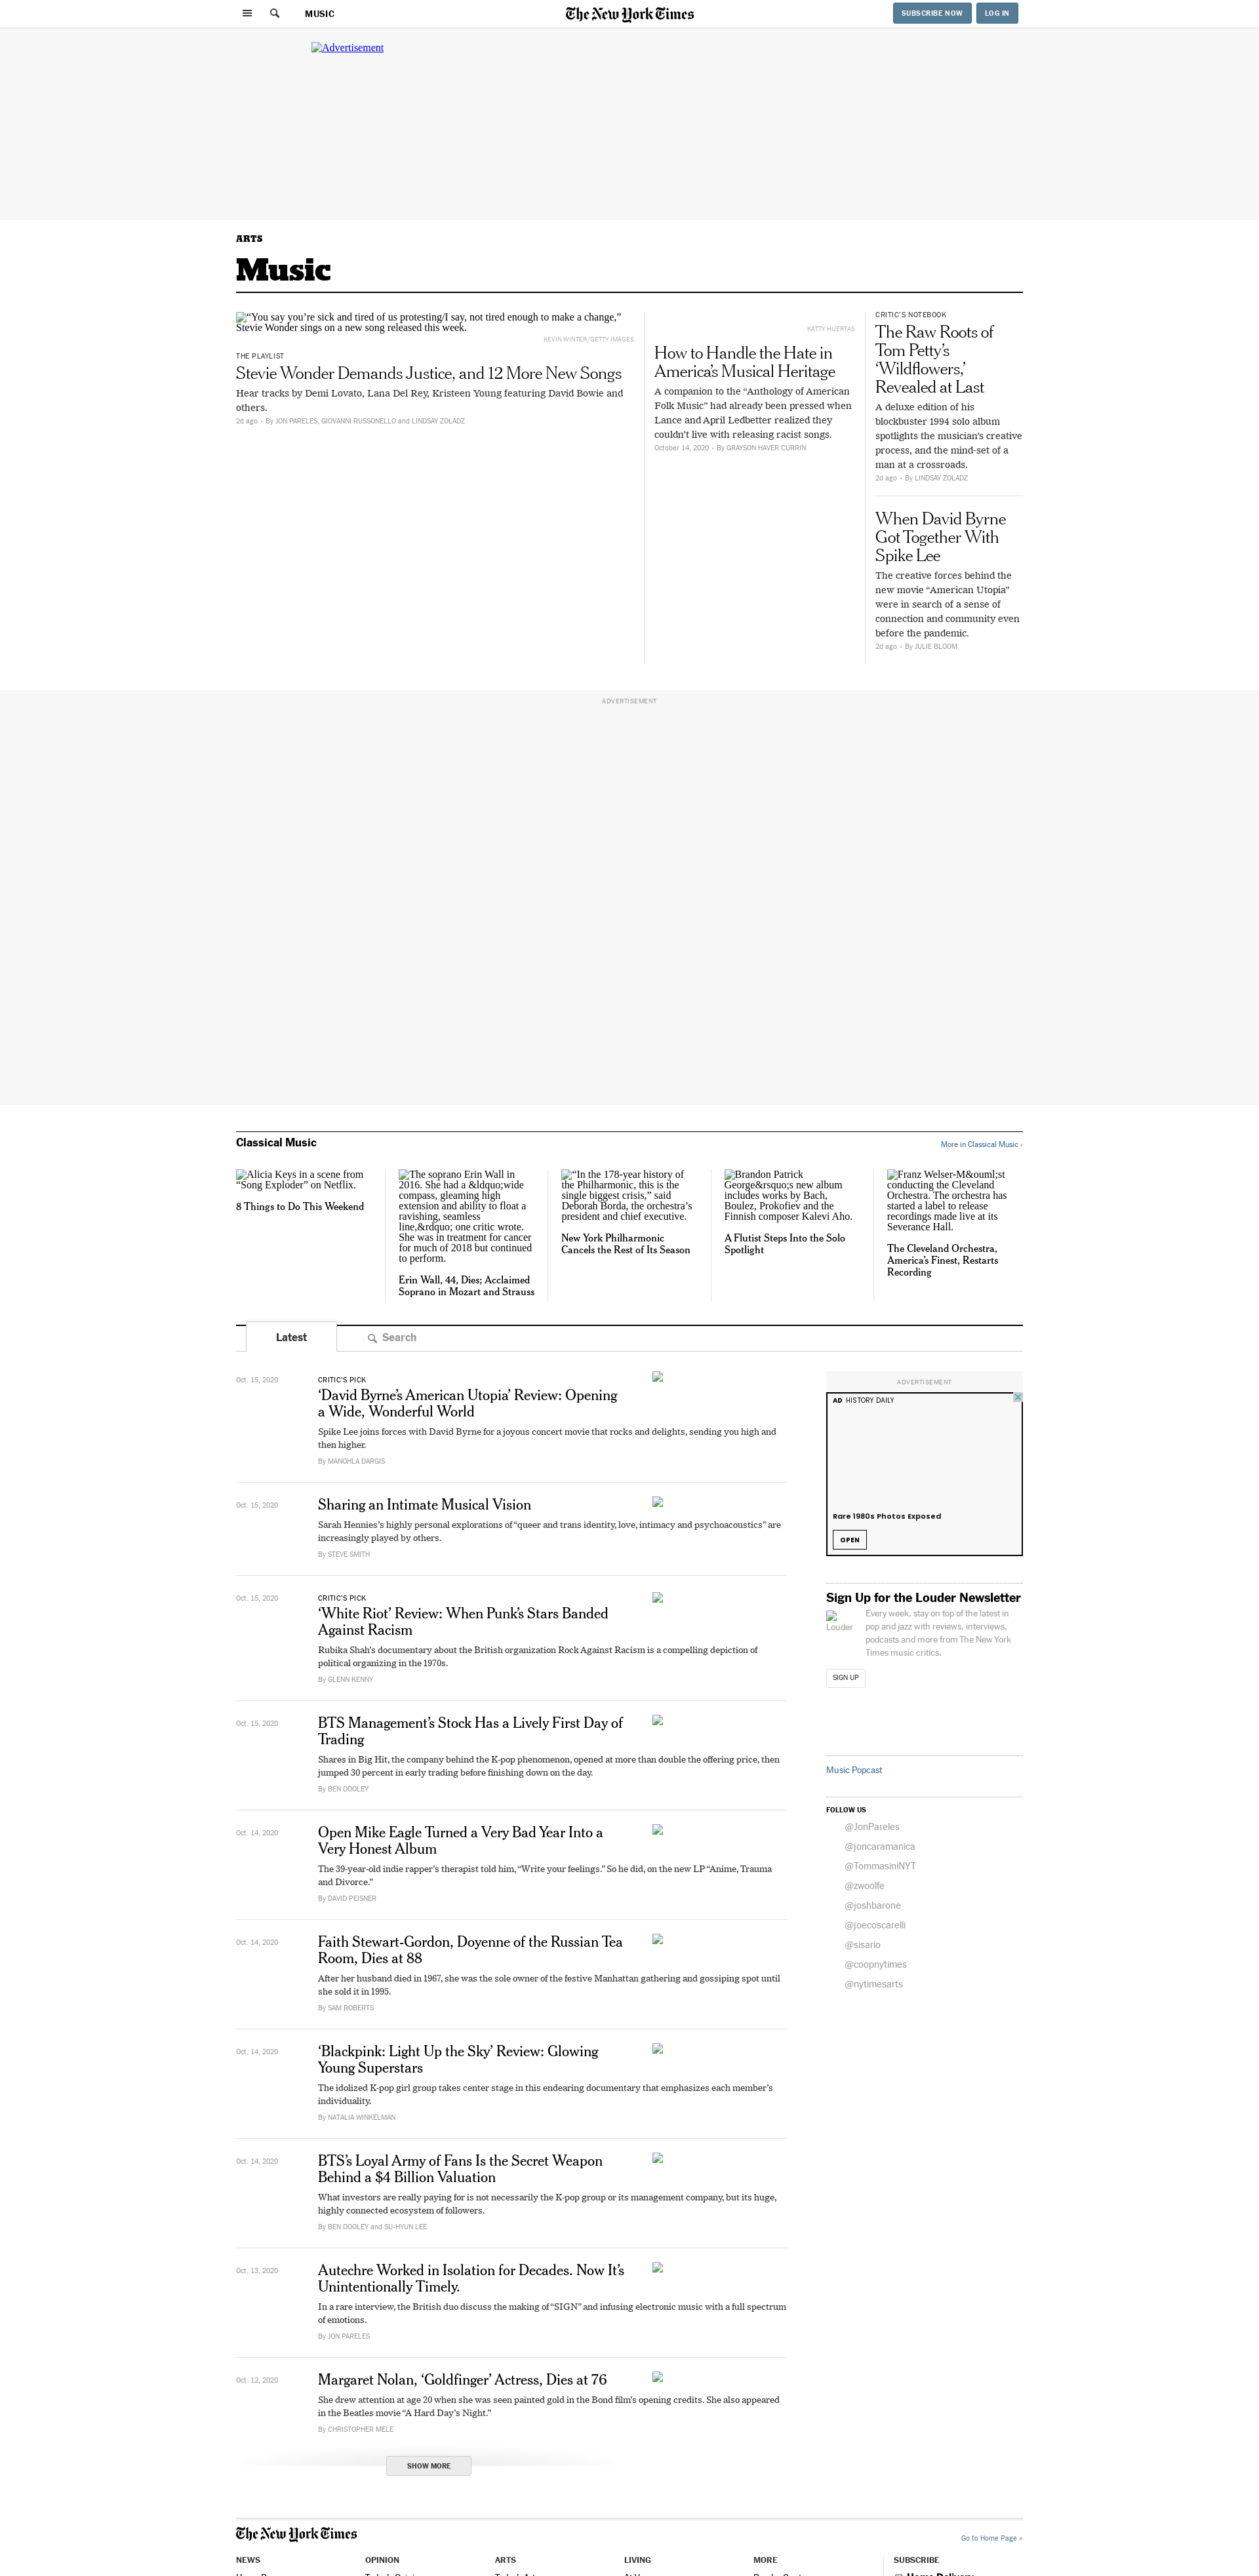 MUSIC
The New York Times
SUBSCRIBE NOW
LOG IN
Advertisement
ARTS
Music
“You say you’re sick and tired of us protesting/I say, not tired enough to make a change,”
Stevie Wonder sings on a new song released this week.
KEVIN WINTER/GETTY IMAGES
THE PLAYLIST
Stevie Wonder Demands Justice, and 12 More New Songs
Hear tracks by Demi Lovato, Lana Del Rey, Kristeen Young featuring David Bowie and
others.
2d ago • By JON PARELES, GIOVANNI RUSSONELLO and LINDSAY ZOLADZ
KATTY HUERTAS
How to Handle the Hate in
America’s Musical Heritage
A companion to the “Anthology of American
Folk Music” had already been pressed when
Lance and April Ledbetter realized they
couldn’t live with releasing racist songs.
October 14, 2020 • By GRAYSON HAVER CURRIN
CRITIC’S NOTEBOOK
The Raw Roots of
Tom Petty’s
‘Wildflowers,’
Revealed at Last
A deluxe edition of his
blockbuster 1994 solo album
spotlights the musician’s creative
process, and the mind-set of a
man at a crossroads.
2d ago • By LINDSAY ZOLADZ
When David Byrne
Got Together With
Spike Lee
The creative forces behind the
new movie “American Utopia”
were in search of a sense of
connection and community even
before the pandemic.
2d ago • By JULIE BLOOM
ADVERTISEMENT
Classical Music
More in Classical Music ›
Alicia Keys in a scene from
“Song Exploder” on Netflix.
8 Things to Do This Weekend
The soprano Erin Wall in
2016. She had a &ldquo;wide
compass, gleaming high
extension and ability to float a
ravishing, seamless
line,&rdquo; one critic wrote.
She was in treatment for cancer
for much of 2018 but continued
to perform.
Erin Wall, 44, Dies; Acclaimed
Soprano in Mozart and Strauss
“In the 178-year history of
the Philharmonic, this is the
single biggest crisis,” said
Deborah Borda, the orchestra’s
president and chief executive.
New York Philharmonic
Cancels the Rest of Its Season
Brandon Patrick
George&rsquo;s new album
includes works by Bach,
Boulez, Prokofiev and the
Finnish composer Kalevi Aho.
A Flutist Steps Into the Solo
Spotlight
Franz Welser-M&ouml;st
conducting the Cleveland
Orchestra. The orchestra has
started a label to release
recordings made live at its
Severance Hall.
The Cleveland Orchestra,
America’s Finest, Restarts
Recording
Latest
Search
Oct. 15, 2020
CRITIC’S PICK
‘David Byrne’s American Utopia’ Review: Opening
a Wide, Wonderful World
Spike Lee joins forces with David Byrne for a joyous concert movie that rocks and delights, sending you high and
then higher.
By MANOHLA DARGIS
Oct. 15, 2020
Sharing an Intimate Musical Vision
Sarah Hennies’s highly personal explorations of “queer and trans identity, love, intimacy and psychoacoustics” are
increasingly played by others.
By STEVE SMITH
Oct. 15, 2020
CRITIC’S PICK
‘White Riot’ Review: When Punk’s Stars Banded
Against Racism
Rubika Shah’s documentary about the British organization Rock Against Racism is a compelling depiction of
political organizing in the 1970s.
By GLENN KENNY
Oct. 15, 2020
BTS Management’s Stock Has a Lively First Day of
Trading
Shares in Big Hit, the company behind the K-pop phenomenon, opened at more than double the offering price, then
jumped 30 percent in early trading before finishing down on the day.
By BEN DOOLEY
Oct. 14, 2020
Open Mike Eagle Turned a Very Bad Year Into a
Very Honest Album
The 39-year-old indie rapper’s therapist told him, “Write your feelings.” So he did, on the new LP “Anime, Trauma
and Divorce.”
By DAVID PEISNER
Oct. 14, 2020
Faith Stewart-Gordon, Doyenne of the Russian Tea
Room, Dies at 88
After her husband died in 1967, she was the sole owner of the festive Manhattan gathering and gossiping spot until
she sold it in 1995.
By SAM ROBERTS
Oct. 14, 2020
‘Blackpink: Light Up the Sky’ Review: Glowing
Young Superstars
The idolized K-pop girl group takes center stage in this endearing documentary that emphasizes each member’s
individuality.
By NATALIA WINKELMAN
Oct. 14, 2020
BTS’s Loyal Army of Fans Is the Secret Weapon
Behind a $4 Billion Valuation
What investors are really paying for is not necessarily the K-pop group or its management company, but its huge,
highly connected ecosystem of followers.
By BEN DOOLEY and SU-HYUN LEE
Oct. 13, 2020
Autechre Worked in Isolation for Decades. Now It’s
Unintentionally Timely.
In a rare interview, the British duo discuss the making of “SIGN” and infusing electronic music with a full spectrum
of emotions.
By JON PARELES
Oct. 12, 2020
Margaret Nolan, ‘Goldfinger’ Actress, Dies at 76
She drew attention at age 20 when she was seen painted gold in the Bond film’s opening credits. She also appeared
in the Beatles movie “A Hard Day’s Night.”
By CHRISTOPHER MELE
SHOW MORE
ADVERTISEMENT
AD HISTORY DAILY
Rare 1980s Photos Exposed
OPEN
Sign Up for the Louder Newsletter
Louder
Every week, stay on top of the latest in
pop and jazz with reviews, interviews,
podcasts and more from The New York
Times music critics.
SIGN UP
Music Popcast
FOLLOW US
@JonPareles
@joncaramanica
@TommasiniNYT
@zwoolfe
@joshbarone
@joecoscarelli
@sisario
@coopnytimes
@nytimesarts
The New York Times
Go to Home Page »
NEWS
OPINION
ARTS
LIVING
MORE
SUBSCRIBE